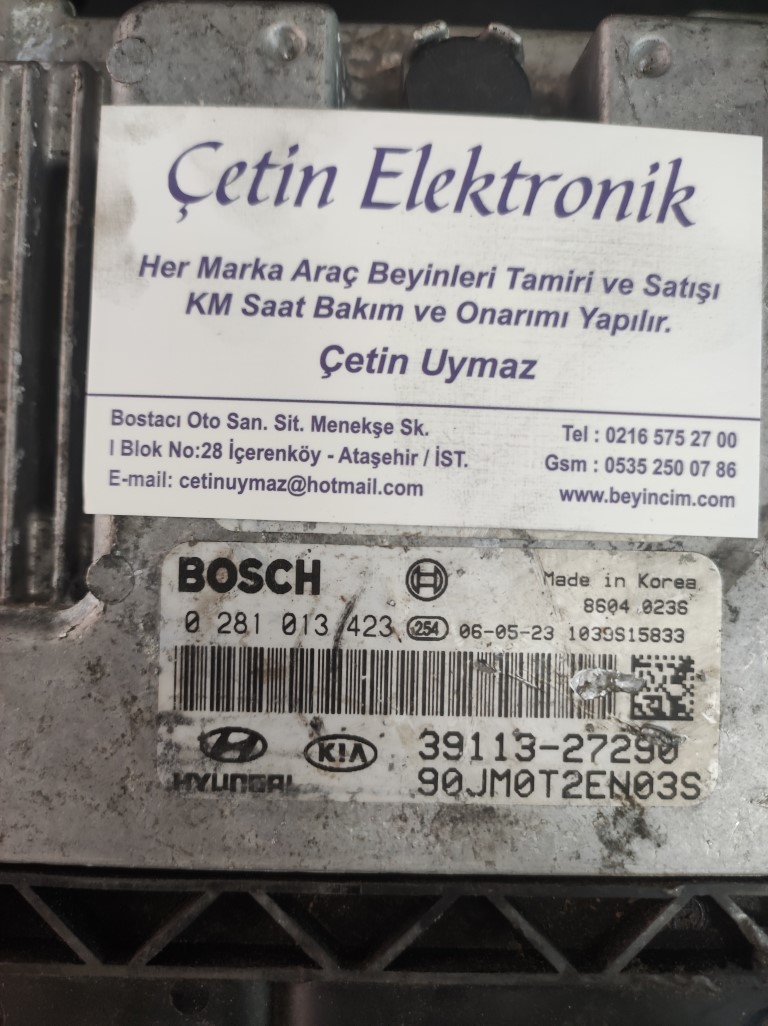 Çetin Elektronik
Her Marka Araç Beyinleri Tamiri ve Satışı
KM Saat Bakım ve Onarımı Yapılır.
Çetin Uymaz
Bostacı Oto San. Sit. Menekşe Sk.
I Blok No:28 İçerenköy - Ataşehir / İST.
E-mail: cetinuymaz@hotmail.com
Tel : 0216 575 27 00
Gsm : 0535 250 07 86
www.beyincim.com
BOSCH
Made in Korea
8604 023S
0 281 013 423 254 06-05-23 1039S15833
HYUNDAI
KIA
39113-27290
90JM0T2EN03S